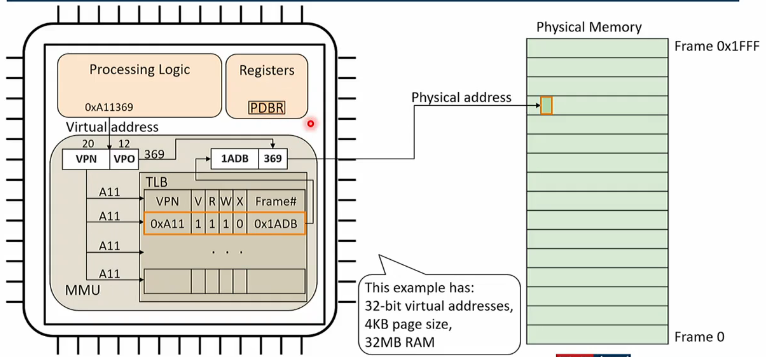 Physical Memory
Frame 0x1FFF
Processing Logic
0xA11369
Registers
PDBR
Physical address
Virtual address
20 12
VPN VPO 369
1ADB 369
TLB
VPN V R W X Frame#
0xA11 1 1 1 0 0x1ADB
A11
A11
A11
A11
. . .
MMU
This example has:
32-bit virtual addresses,
4KB page size,
32MB RAM
Frame 0